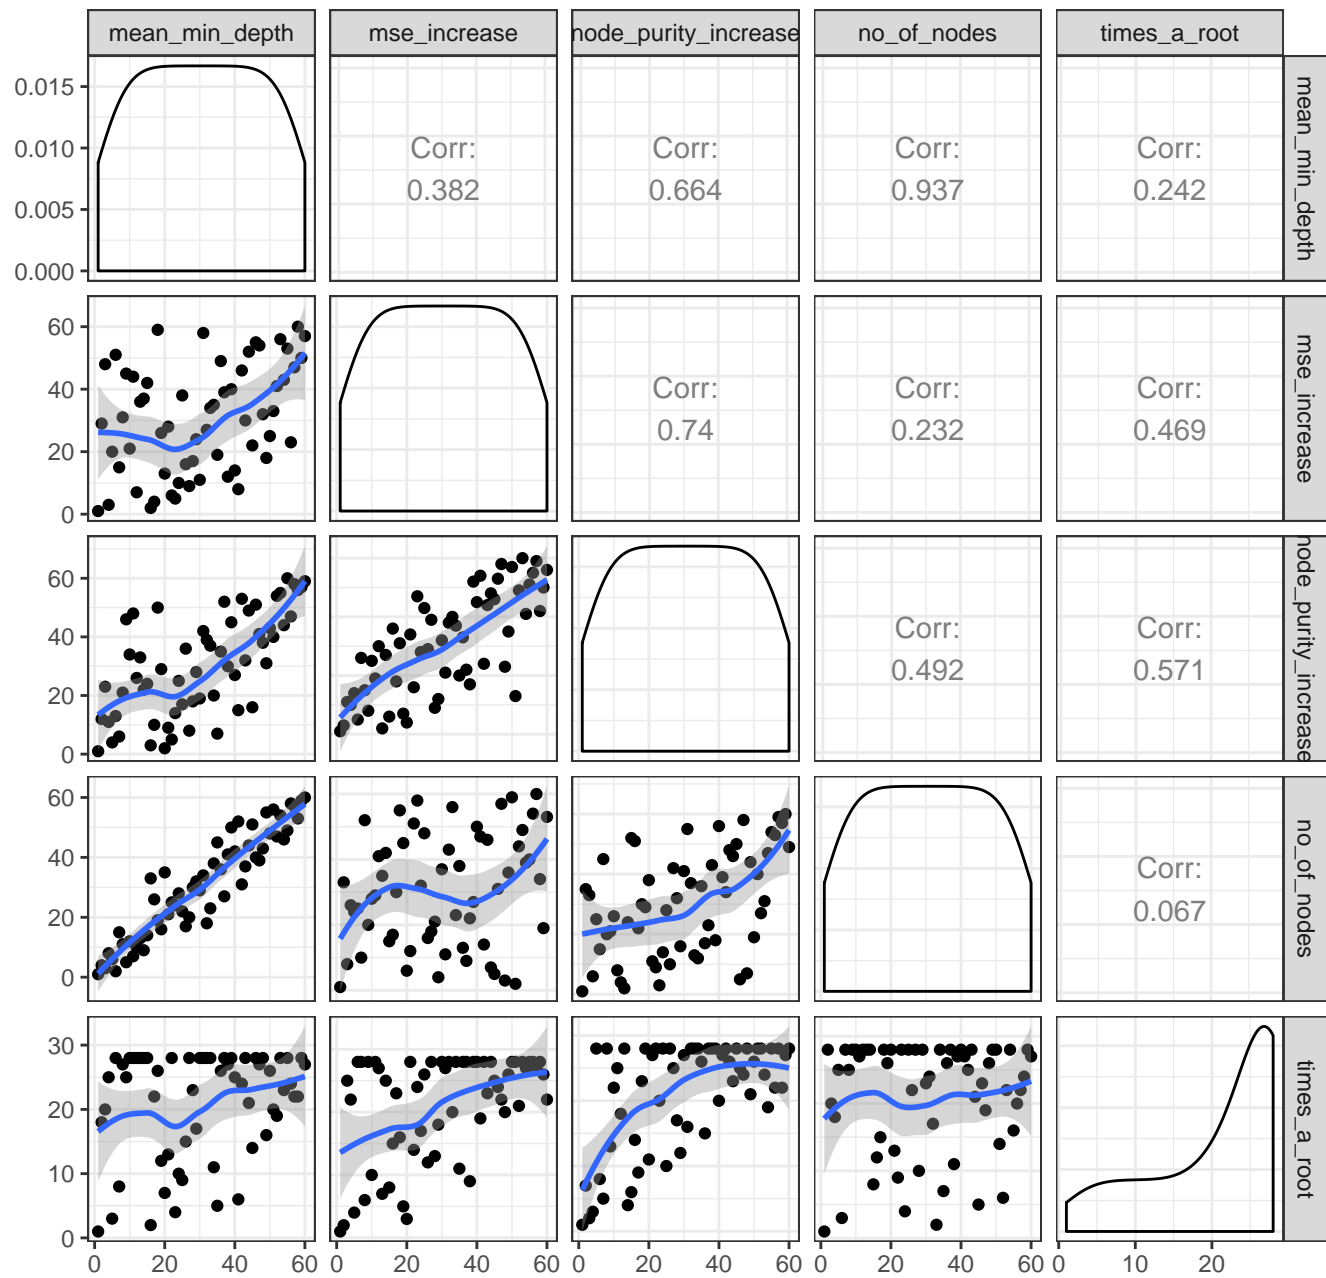 mean_min_depth mse_increase node_purity_increase no_of_nodes times_a_root
0.015
0.010
0.005
0.000
Corr:
0.382
Corr:
0.664
Corr:
0.937
Corr:
0.242
mean_min_depth
60
40
20
0
Corr:
0.74
Corr:
0.232
Corr:
0.469
mse_increase
60
40
20
0
Corr:
0.492
Corr:
0.571
node_purity_increase
60
40
20
0
Corr:
0.067
no_of_nodes
30
20
10
0
times_a_root
0 20 40 60
0 20 40 60
0 20 40 60
0 20 40 60
10 20